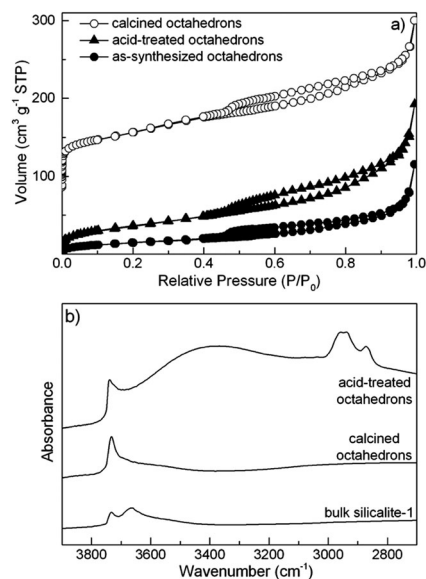 a)
calcined octahedrons
acid-treated octahedrons
as-synthesized octahedrons
Volume (cm³ g⁻¹ STP)
300
200
100
0.0 0.2 0.4 0.6 0.8 1.0
Relative Pressure (P/P₀)
b)
Absorbance
acid-treated
octahedrons
calcined
octahedrons
bulk silicalite-1
3800 3600 3400 3200 3000 2800
Wavenumber (cm⁻¹)